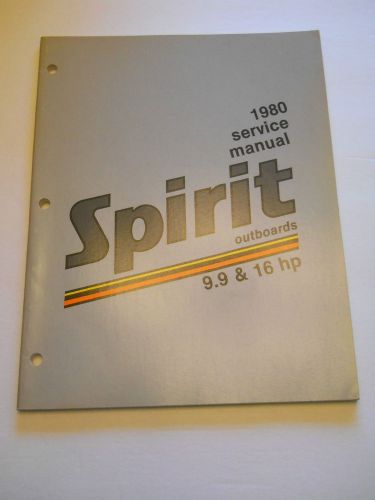 1980
service
manual
Spirit
outboards
9.9 & 16 hp